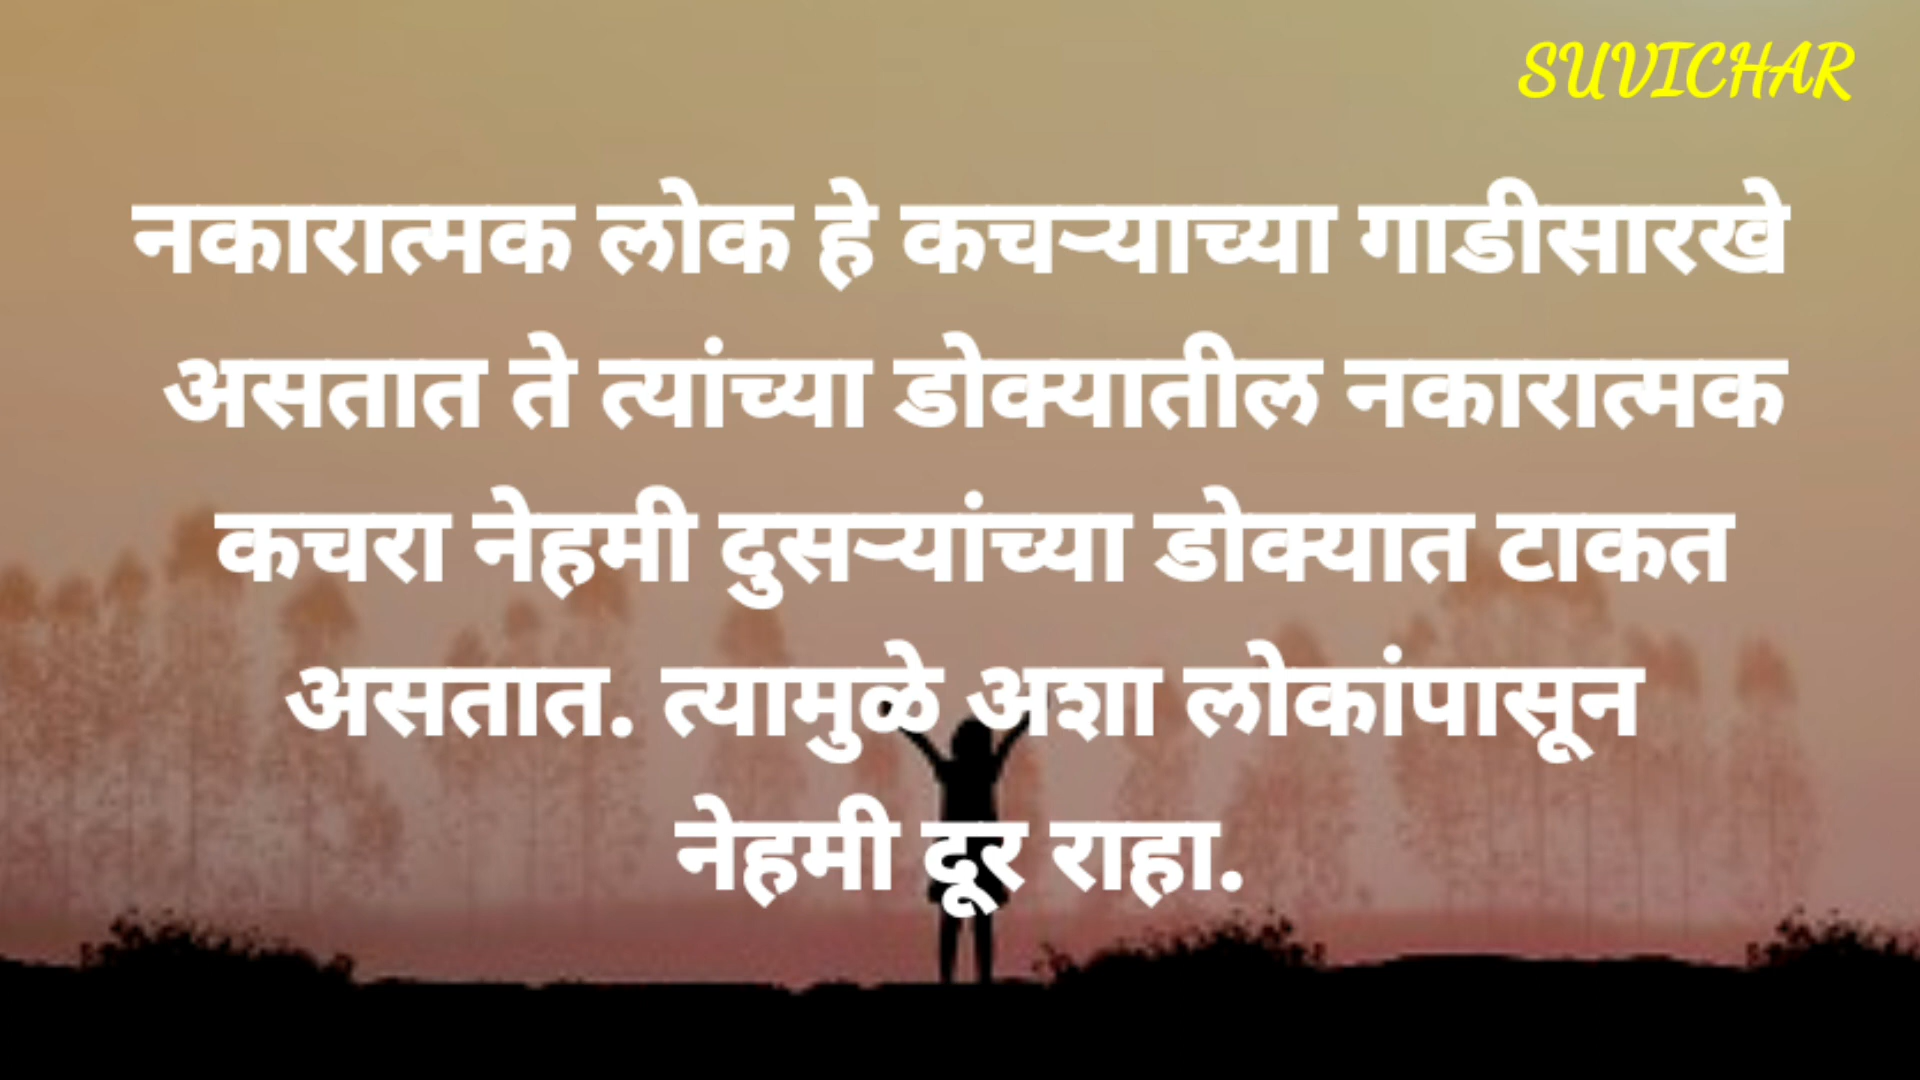 SUVICHAR
नकारात्मक लोक हे कचऱ्याच्या गाडीसारखे
असतात ते त्यांच्या डोक्यातील नकारात्मक
कचरा नेहमी दुसऱ्यांच्या डोक्यात टाकत
असतात. त्यामुळे अशा लोकांपासून
नेहमी दूर राहा.